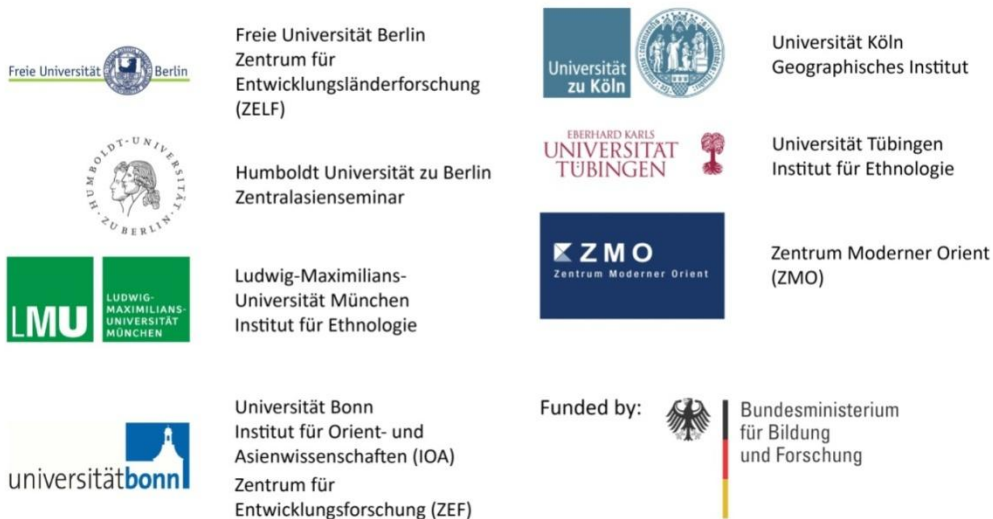 Freie Universität Berlin
Freie Universität Berlin
Zentrum für
Entwicklungsländerforschung
(ZELF)
HUMBOLDT-UNIVERSITÄT
ZU BERLIN
Humboldt Universität zu Berlin
Zentralasienseminar
LMU
LUDWIG-
MAXIMILIANS-
UNIVERSITÄT
MÜNCHEN
Ludwig-Maximilians-
Universität München
Institut für Ethnologie
universitätbonn
Universität Bonn
Institut für Orient- und
Asienwissenschaften (IOA)
Zentrum für
Entwicklungsforschung (ZEF)
Universität
zu Köln
Universität Köln
Geographisches Institut
EBERHARD KARLS
UNIVERSITÄT
TÜBINGEN
Universität Tübingen
Institut für Ethnologie
ZMO
Zentrum Moderner Orient
Zentrum Moderner Orient
(ZMO)
Funded by:
Bundesministerium
für Bildung
und Forschung